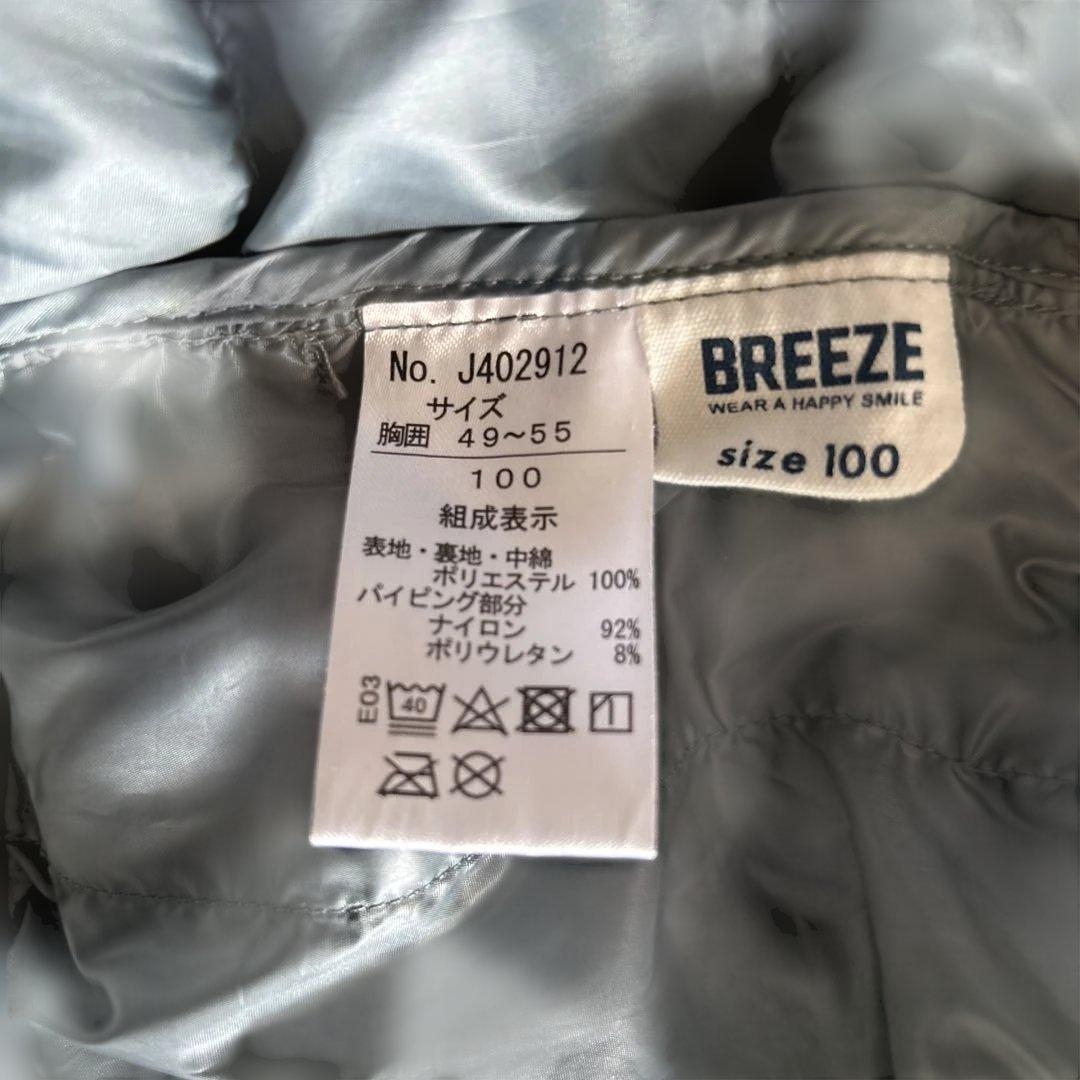 No. J402912
サイズ
胸囲 49〜55
100
組成表示
表地・裏地・中綿
ポリエステル 100%
パイピング部分
ナイロン 92%
ポリウレタン 8%
E03
40
BREEZE
WEAR A HAPPY SMILE
size 100